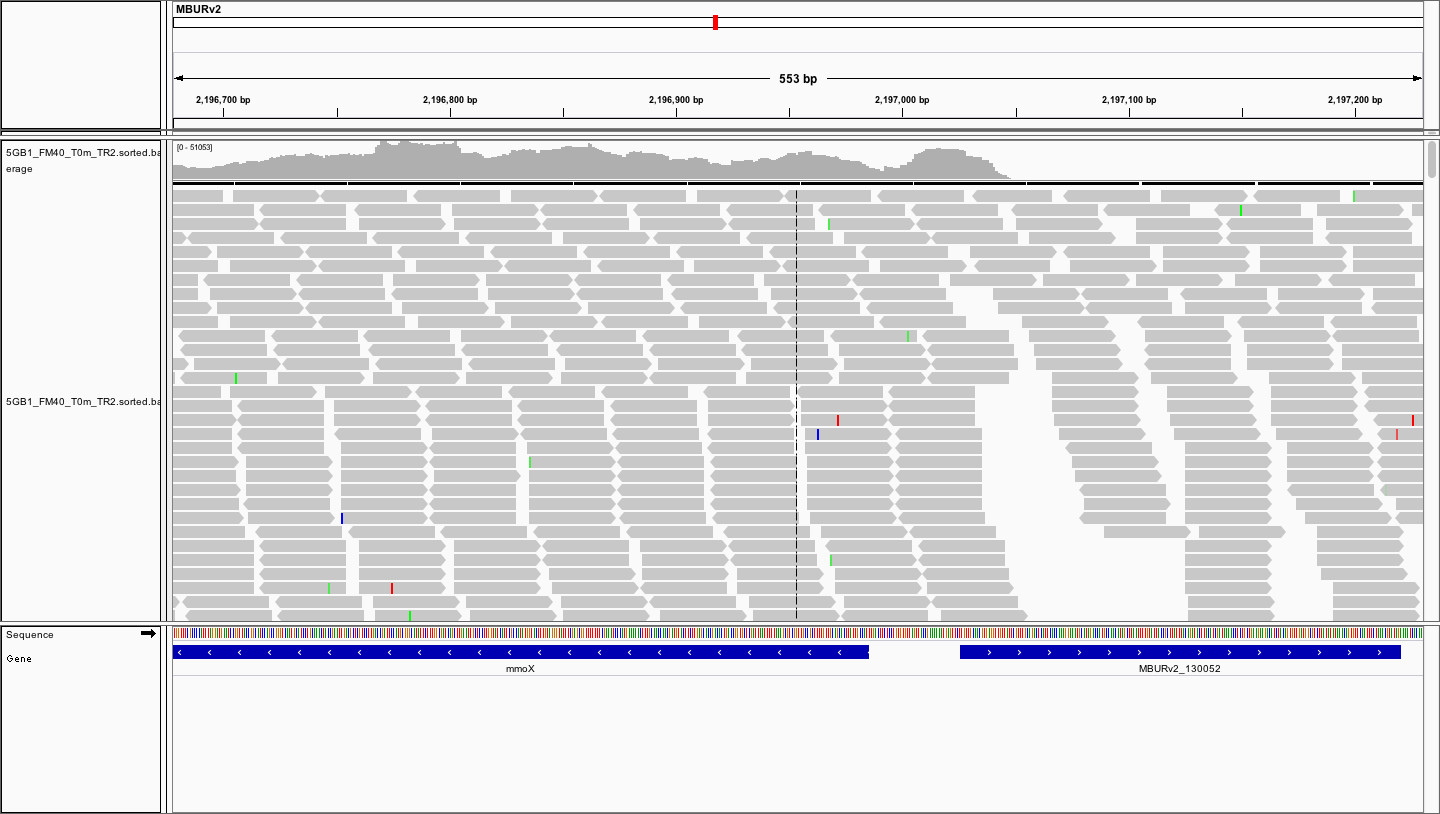 MBURv2
553 bp
2,196,700 bp 2,196,800 bp 2,196,900 bp 2,197,000 bp 2,197,100 bp 2,197,200 bp
5GB1_FM40_T0m_TR2.sorted.ba
erage
[0 - 51053]
5GB1_FM40_T0m_TR2.sorted.ba
Sequence
Gene
mmoX MBURv2_130052